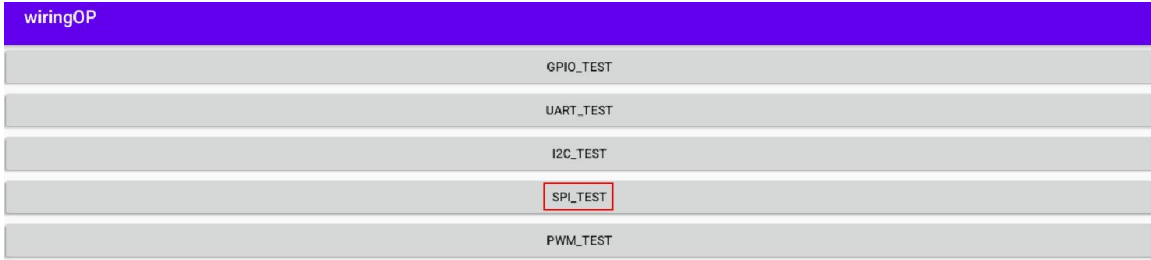 wiringOP
GPIO_TEST
UART_TEST
I2C_TEST
SPI_TEST
PWM_TEST